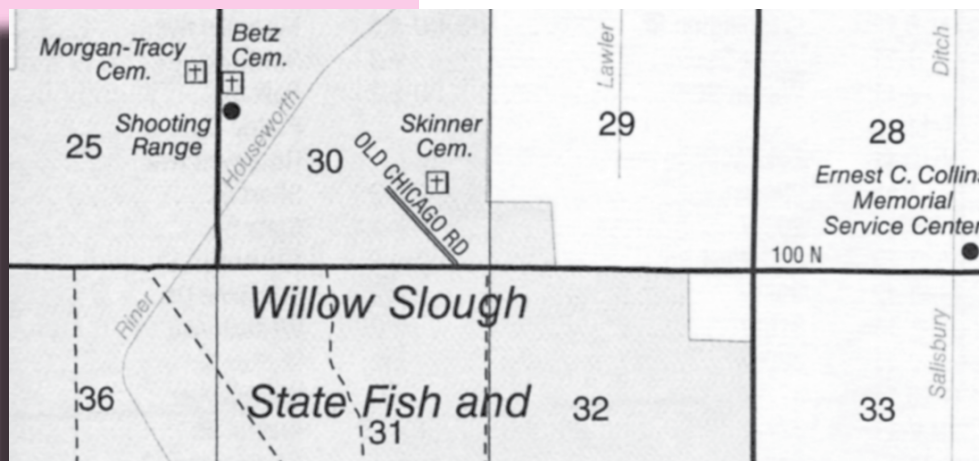 Morgan-Tracy
Cem.
Betz
Cem.
Shooting
Range
25
Houseworth
30
OLD CHICAGO RD
Skinner
Cem.
Lawler
29
Ditch
28
Ernest C. Collins
Memorial
Service Center
100 N
Willow Slough
Riner
State Fish and
36
31
32
33
Salisbury